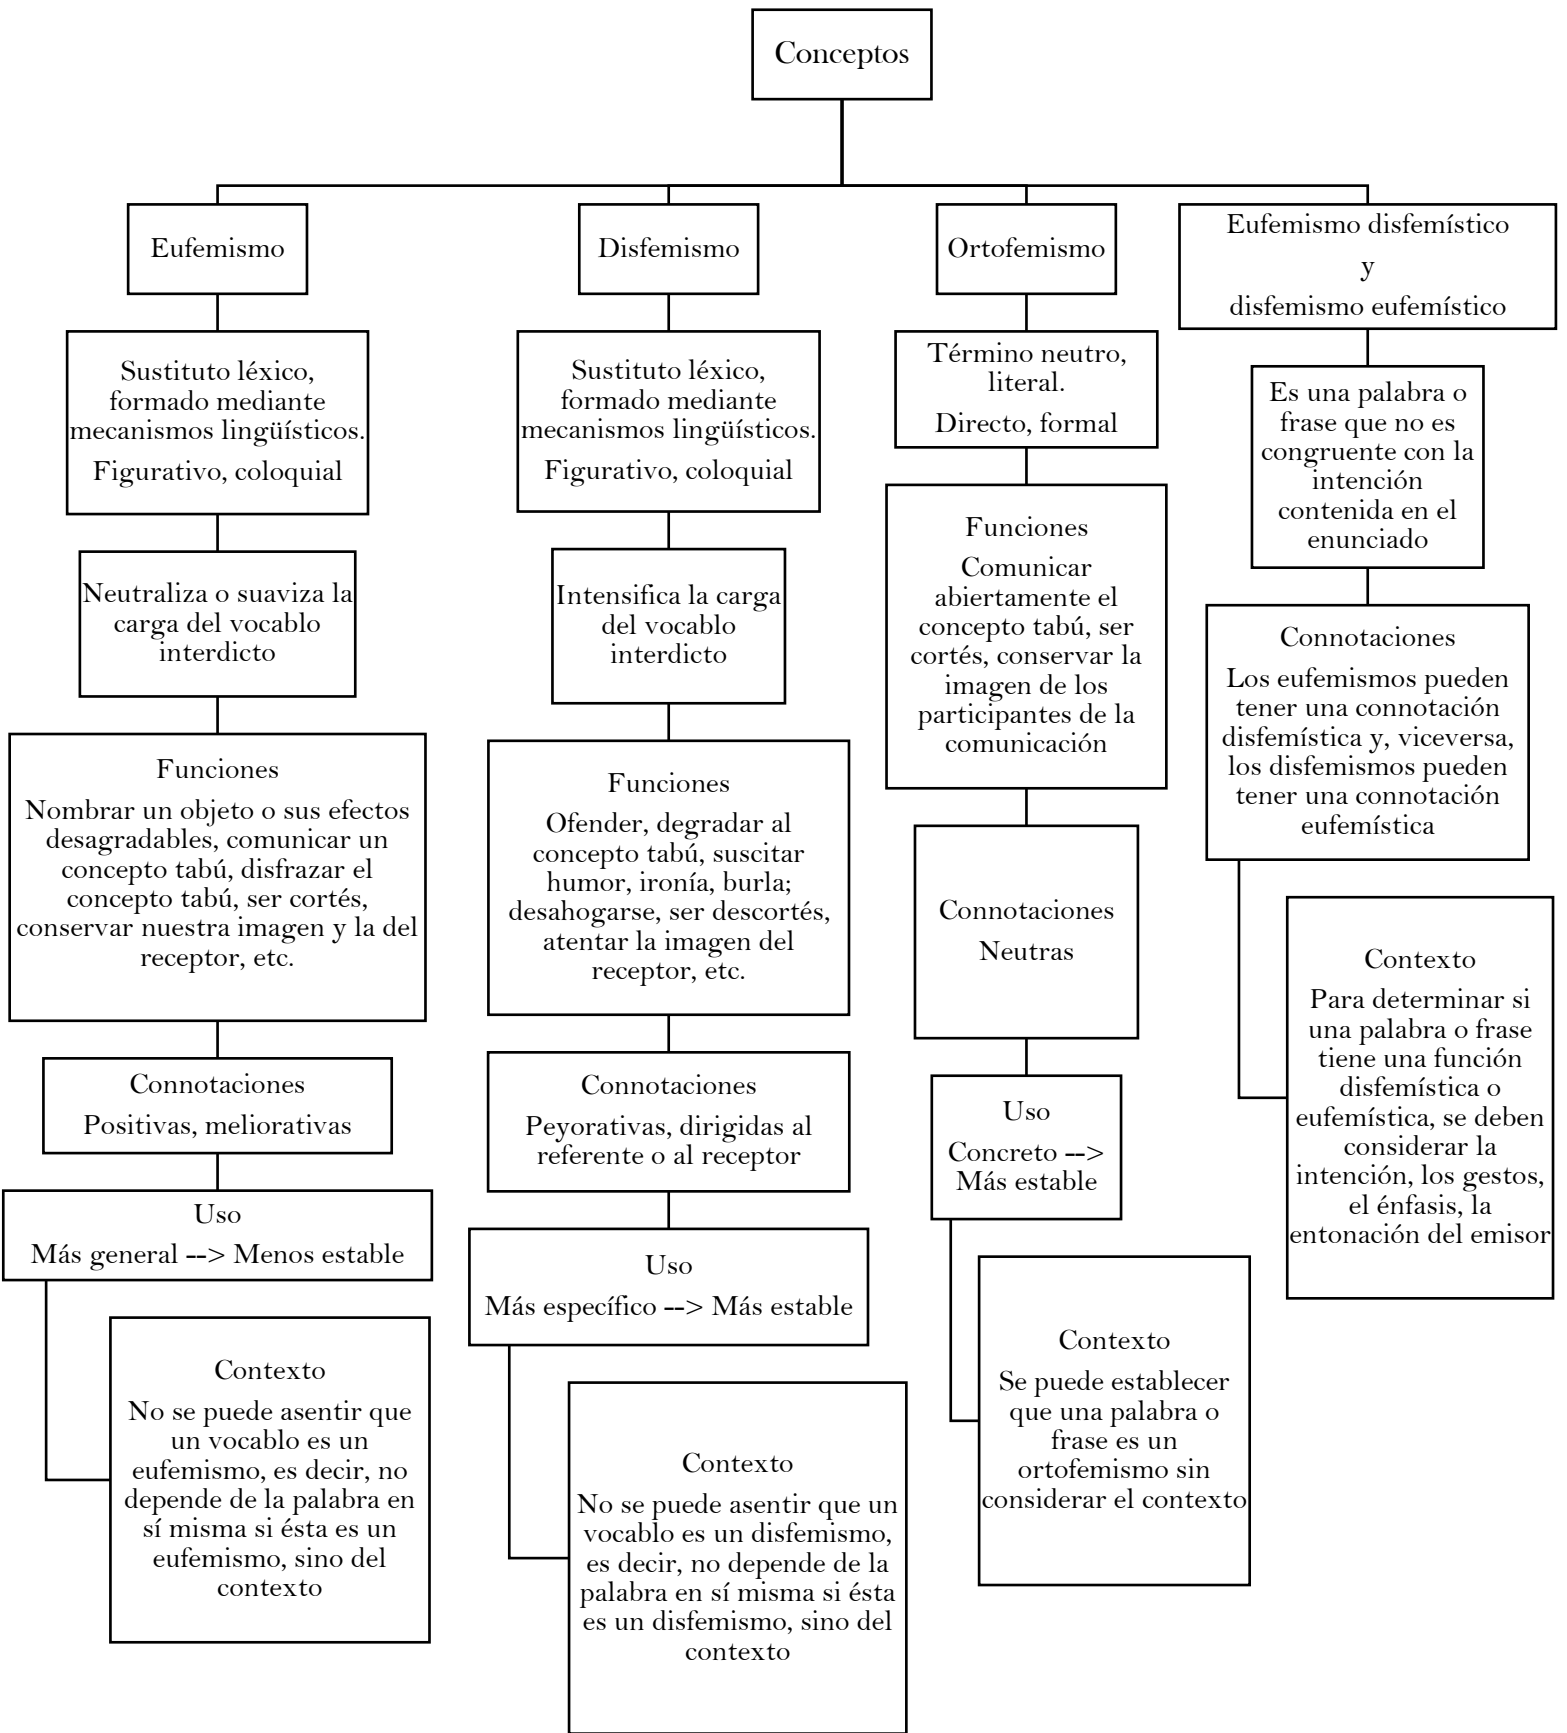 Conceptos
Eufemismo
Sustituto léxico,
formado mediante
mecanismos lingüísticos.
Figurativo, coloquial
Neutraliza o suaviza la
carga del vocablo
interdicto
Funciones
Nombrar un objeto o sus efectos
desagradables, comunicar un
concepto tabú, disfrazar el
concepto tabú, ser cortés,
conservar nuestra imagen y la del
receptor, etc.
Connotaciones
Positivas, meliorativas
Uso
Más general --> Menos estable
Contexto
No se puede asentir que
un vocablo es un
eufemismo, es decir, no
depende de la palabra en
sí misma si ésta es un
eufemismo, sino del
contexto
Disfemismo
Sustituto léxico,
formado mediante
mecanismos lingüísticos.
Figurativo, coloquial
Intensifica la carga
del vocablo
interdicto
Funciones
Ofender, degradar al
concepto tabú, suscitar
humor, ironía, burla;
desahogarse, ser descortés,
atentar la imagen del
receptor, etc.
Connotaciones
Peyorativas, dirigidas al
referente o al receptor
Uso
Más específico --> Más estable
Contexto
No se puede asentir que un
vocablo es un disfemismo,
es decir, no depende de la
palabra en sí misma si ésta
es un disfemismo, sino del
contexto
Ortofemismo
Término neutro,
literal.
Directo, formal
Funciones
Comunicar
abiertamente el
concepto tabú, ser
cortés, conservar la
imagen de los
participantes de la
comunicación
Connotaciones
Neutras
Uso
Concreto -->
Más estable
Contexto
Se puede establecer
que una palabra o
frase es un
ortofemismo sin
considerar el contexto
Eufemismo disfemístico
y
disfemismo eufemístico
Es una palabra o
frase que no es
congruente con la
intención
contenida en el
enunciado
Connotaciones
Los eufemismos pueden
tener una connotación
disfemística y, viceversa,
los disfemismos pueden
tener una connotación
eufemística
Contexto
Para determinar si
una palabra o frase
tiene una función
disfemística o
eufemística, se deben
considerar la
intención, los gestos,
el énfasis, la
entonación del emisor